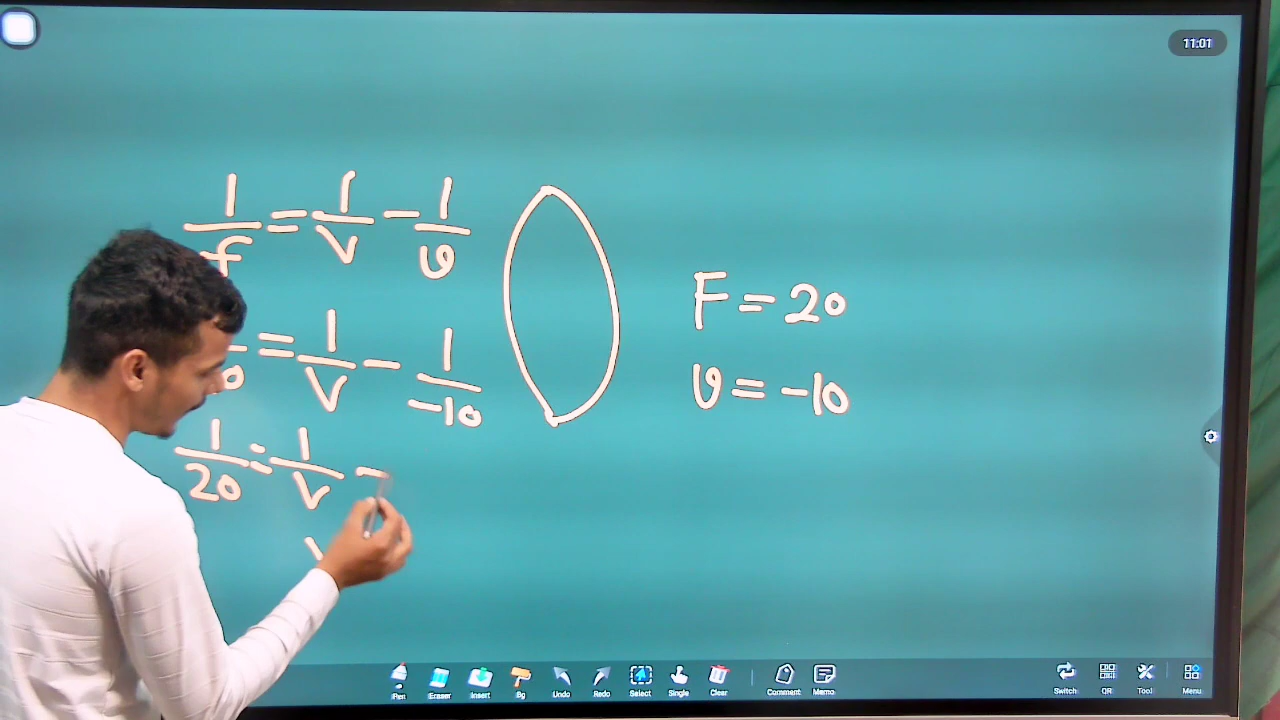 11:01
1/f = 1/v - 1/u
= 1/v - 1/-10
F = 20
u = -10
1/20 = 1/v -
Pen Eraser Insert Bg Undo Redo Select Single Clear Comment Memo Switch QR Tool Menu